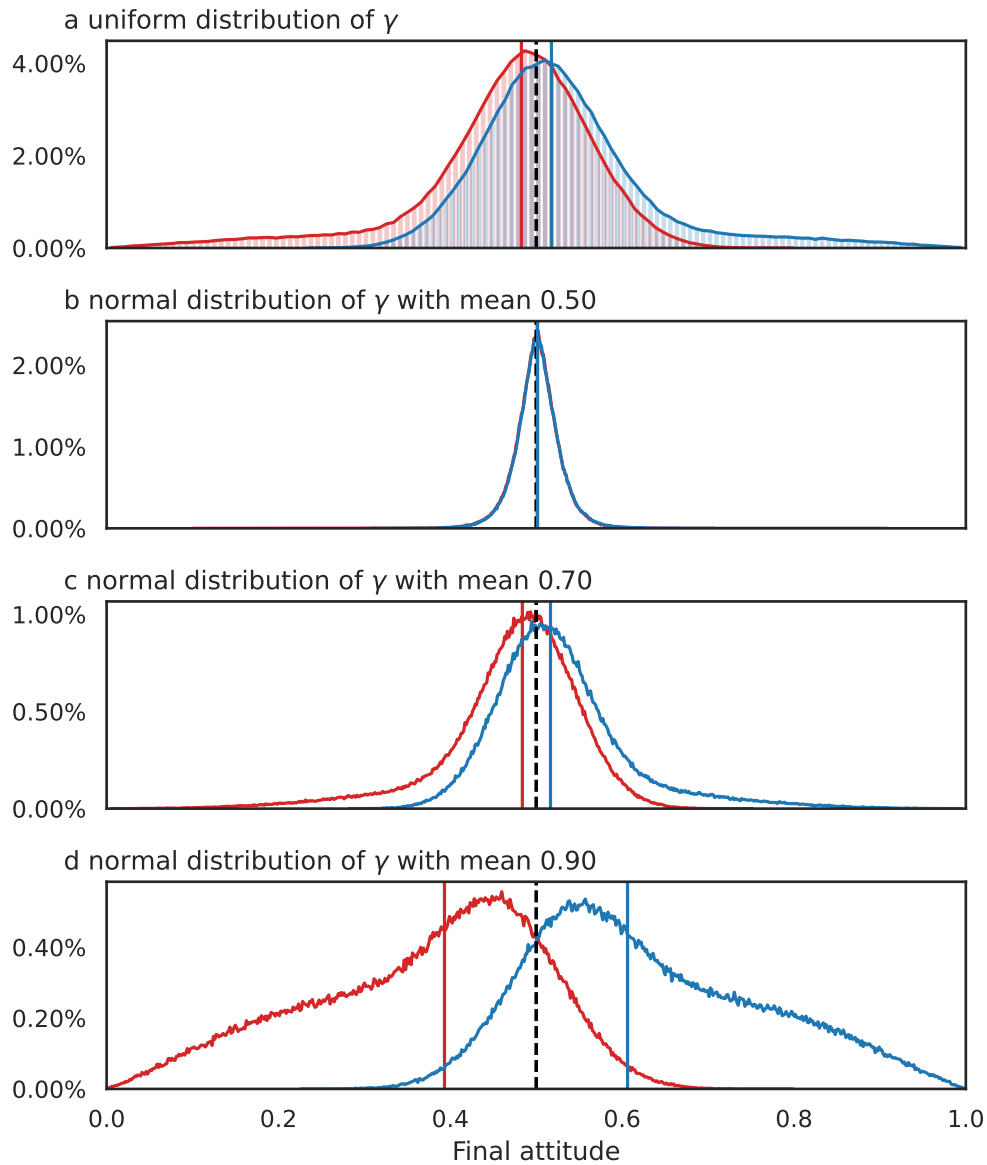 a uniform distribution of γ
4.00%
2.00%
0.00%
b normal distribution of γ with mean 0.50
2.00%
1.00%
0.00%
c normal distribution of γ with mean 0.70
1.00%
0.50%
0.00%
d normal distribution of γ with mean 0.90
0.40%
0.20%
0.00%
0.0 0.2 0.4 0.6 0.8 1.0
Final attitude